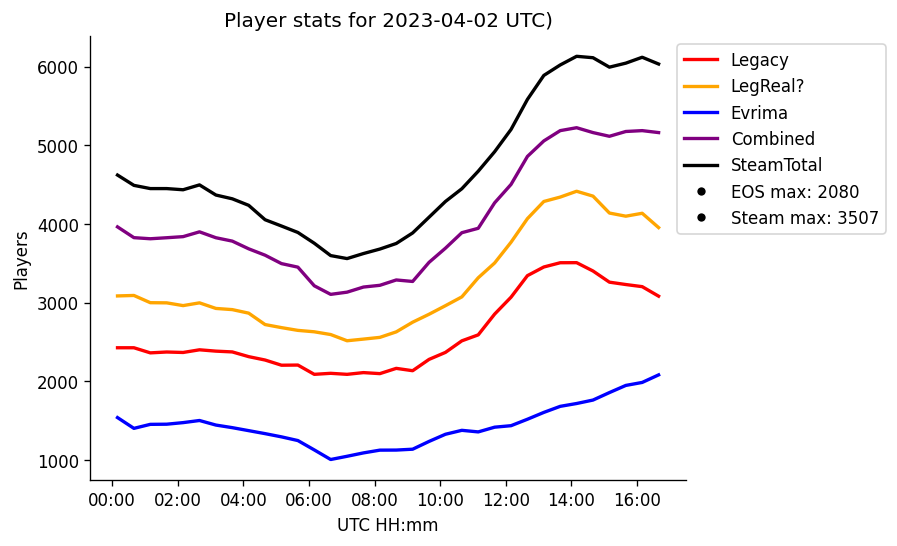 Player stats for 2023-04-02 UTC)
Legacy
LegReal?
Evrima
Combined
SteamTotal
EOS max: 2080
Steam max: 3507
Players
6000
5000
4000
3000
2000
1000
00:00 02:00 04:00 06:00 08:00 10:00 12:00 14:00 16:00
UTC HH:mm